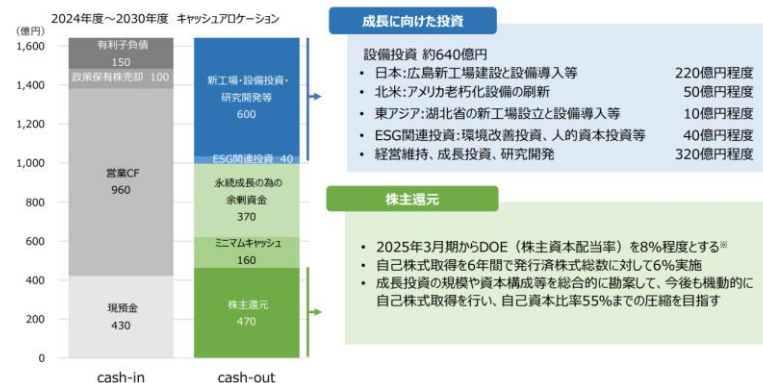 2024年度～2030年度 キャッシュアロケーション
(億円)
1,600
1,400
1,200
1,000
800
600
400
200
0
有利子負債
150
政策保有株売却 100
営業CF
960
現預金
430
cash-in
新工場・設備投資・
研究開発等
600
ESG関連投資 40
永続成長の為の
余剰資金
370
ミニマムキャッシュ
160
株主還元
470
cash-out
成長に向けた投資
設備投資 約640億円
• 日本:広島新工場建設と設備導入等 220億円程度
• 北米:アメリカ老朽化設備の刷新 50億円程度
• 東アジア:湖北省の新工場設立と設備導入等 10億円程度
• ESG関連投資:環境改善投資、人的資本投資等 40億円程度
• 経営維持、成長投資、研究開発 320億円程度
株主還元
• 2025年3月期からDOE（株主資本配当率）を8%程度とする※
• 自己株式取得を6年間で発行済株式総数に対して6%実施
• 成長投資の規模や資本構成等を総合的に勘案して、今後も機動的に
自己株式取得を行い、自己資本比率55%までの圧縮を目指す